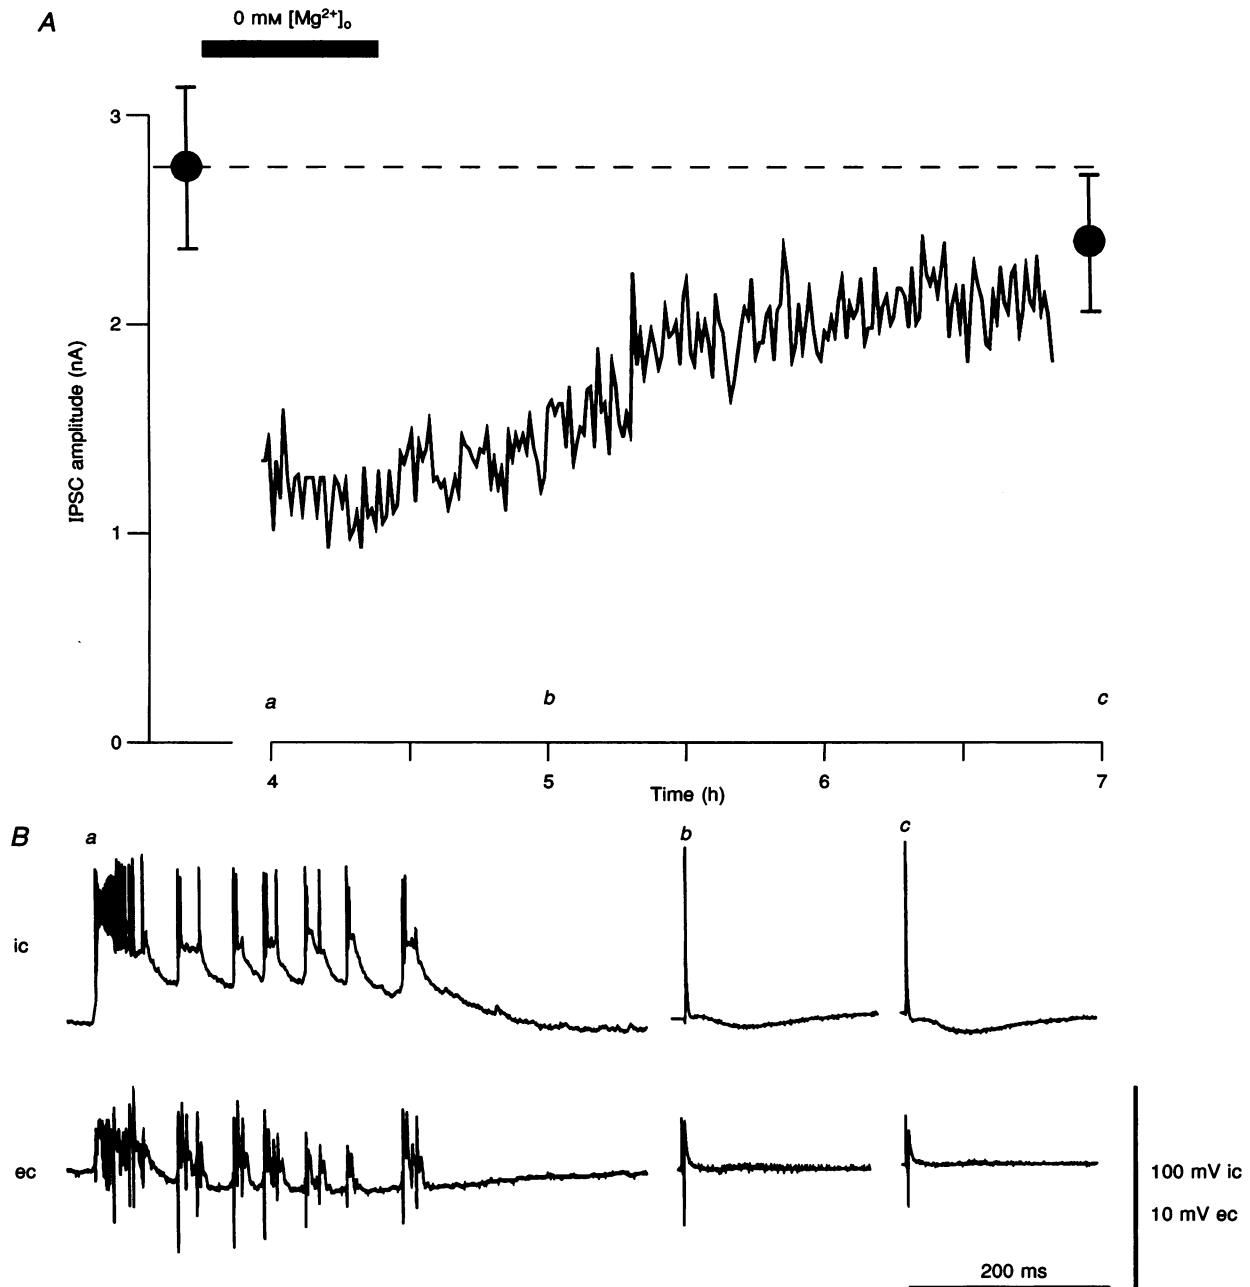 A
0 mM [Mg²⁺]ₒ
3
2
1
0
IPSC amplitude (nA)
a
b
c
4
5
6
7
Time (h)
B
a
b
c
ic
ec
100 mV ic
10 mV ec
200 ms